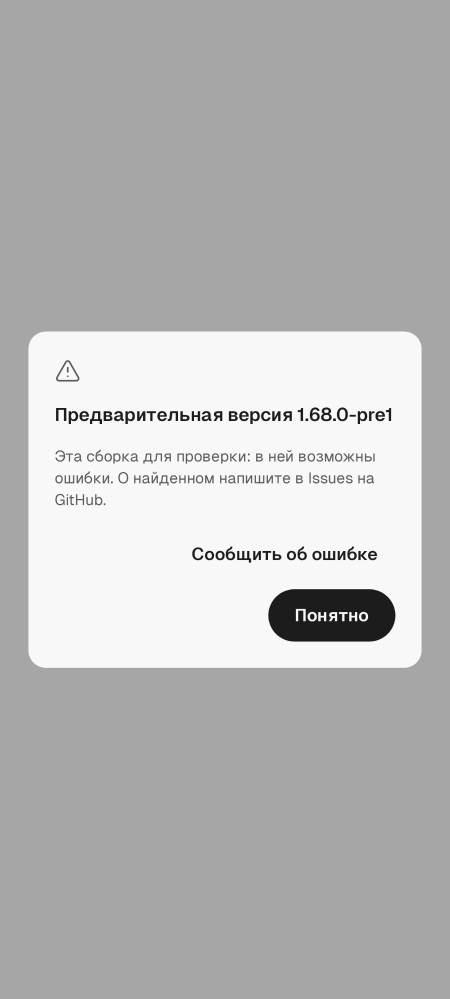 Предварительная версия 1.68.0-pre1
Эта сборка для проверки: в ней возможны
ошибки. О найденном напишите в Issues на
GitHub.
Сообщить об ошибке
Понятно